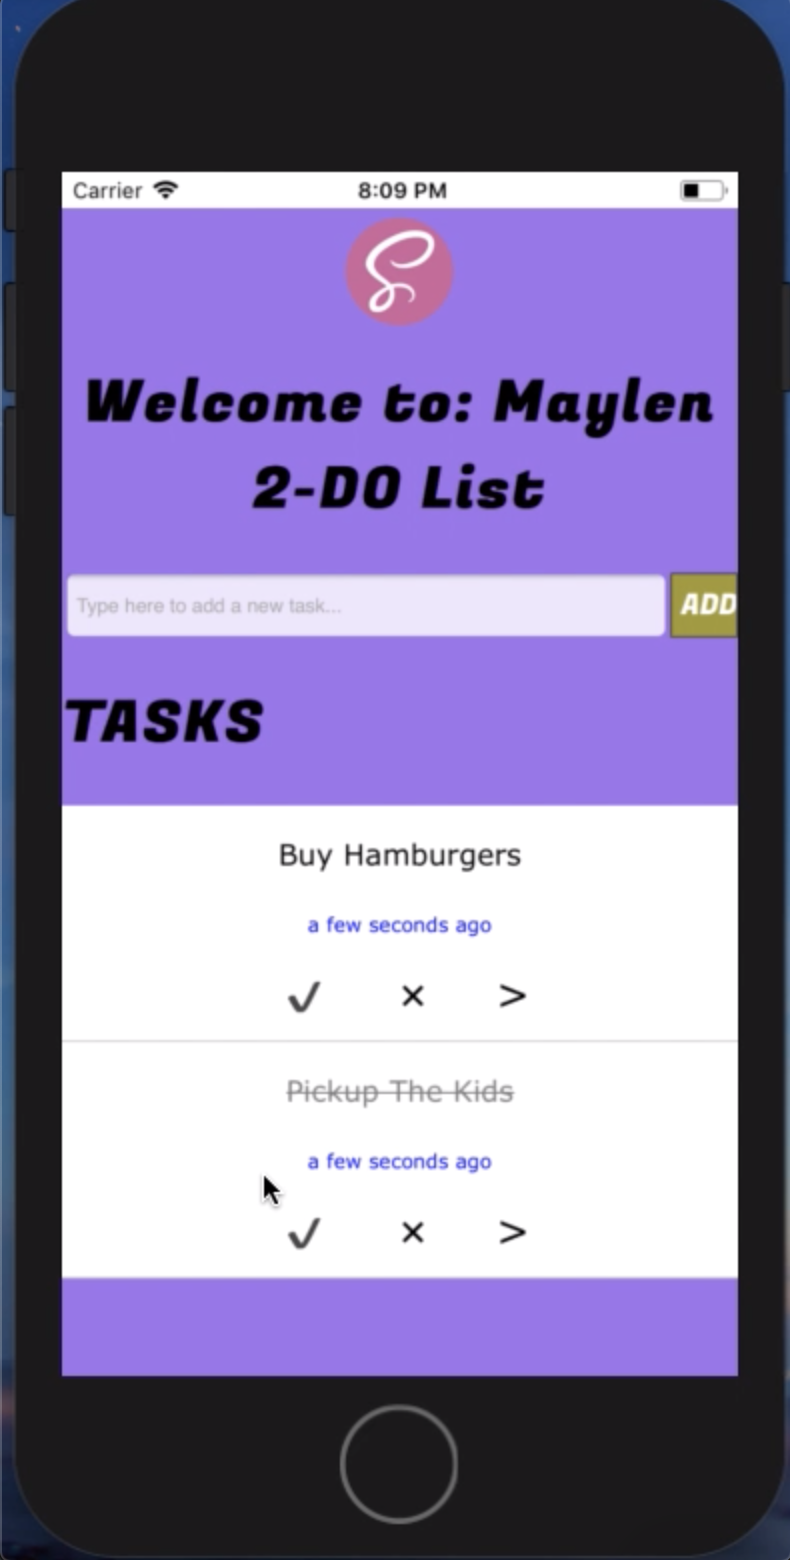 Carrier 8:09 PM
Welcome to: Maylen
2-DO List
Type here to add a new task...
ADD
TASKS
Buy Hamburgers
a few seconds ago
✓ × >
Pickup The Kids
a few seconds ago
✓ × >